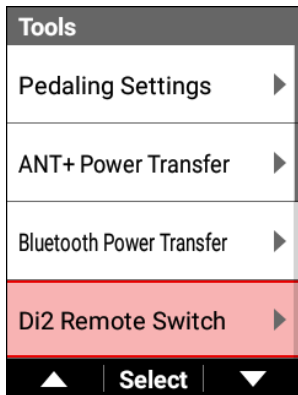 Tools
Pedaling Settings
ANT+ Power Transfer
Bluetooth Power Transfer
Di2 Remote Switch
Select